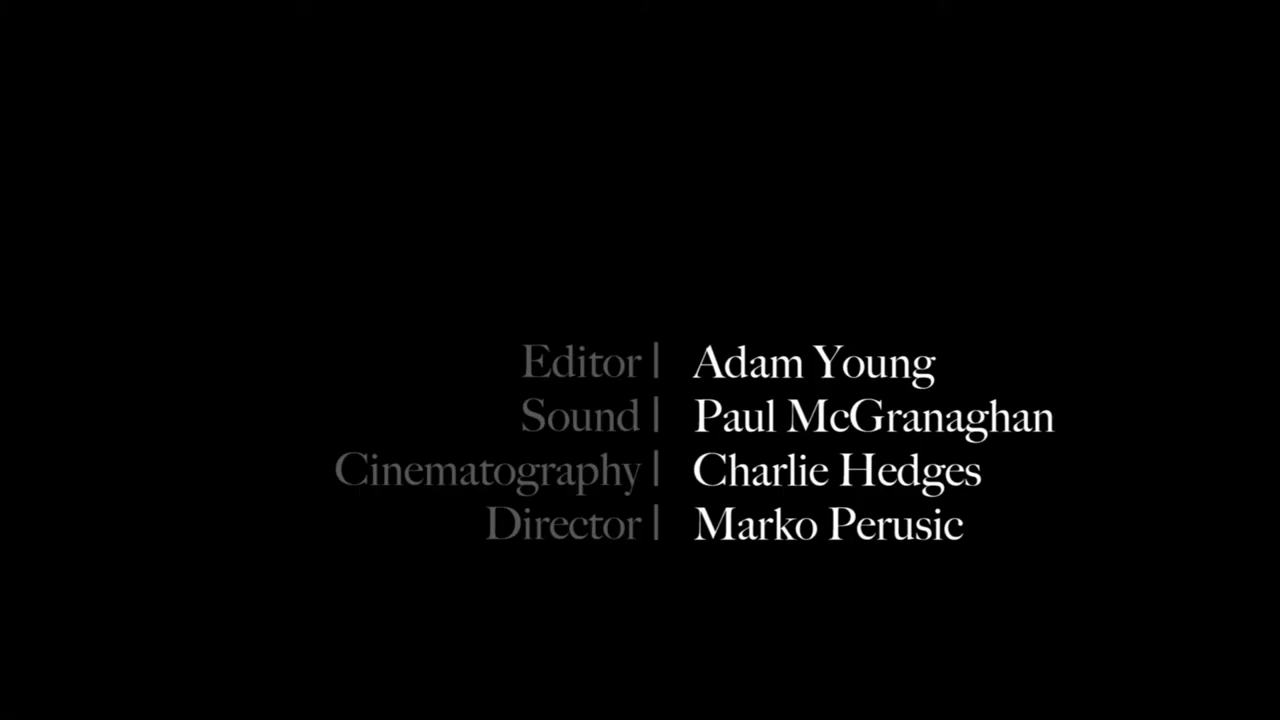 Editor | Adam Young
Sound | Paul McGranaghan
Cinematography | Charlie Hedges
Director | Marko Perusic